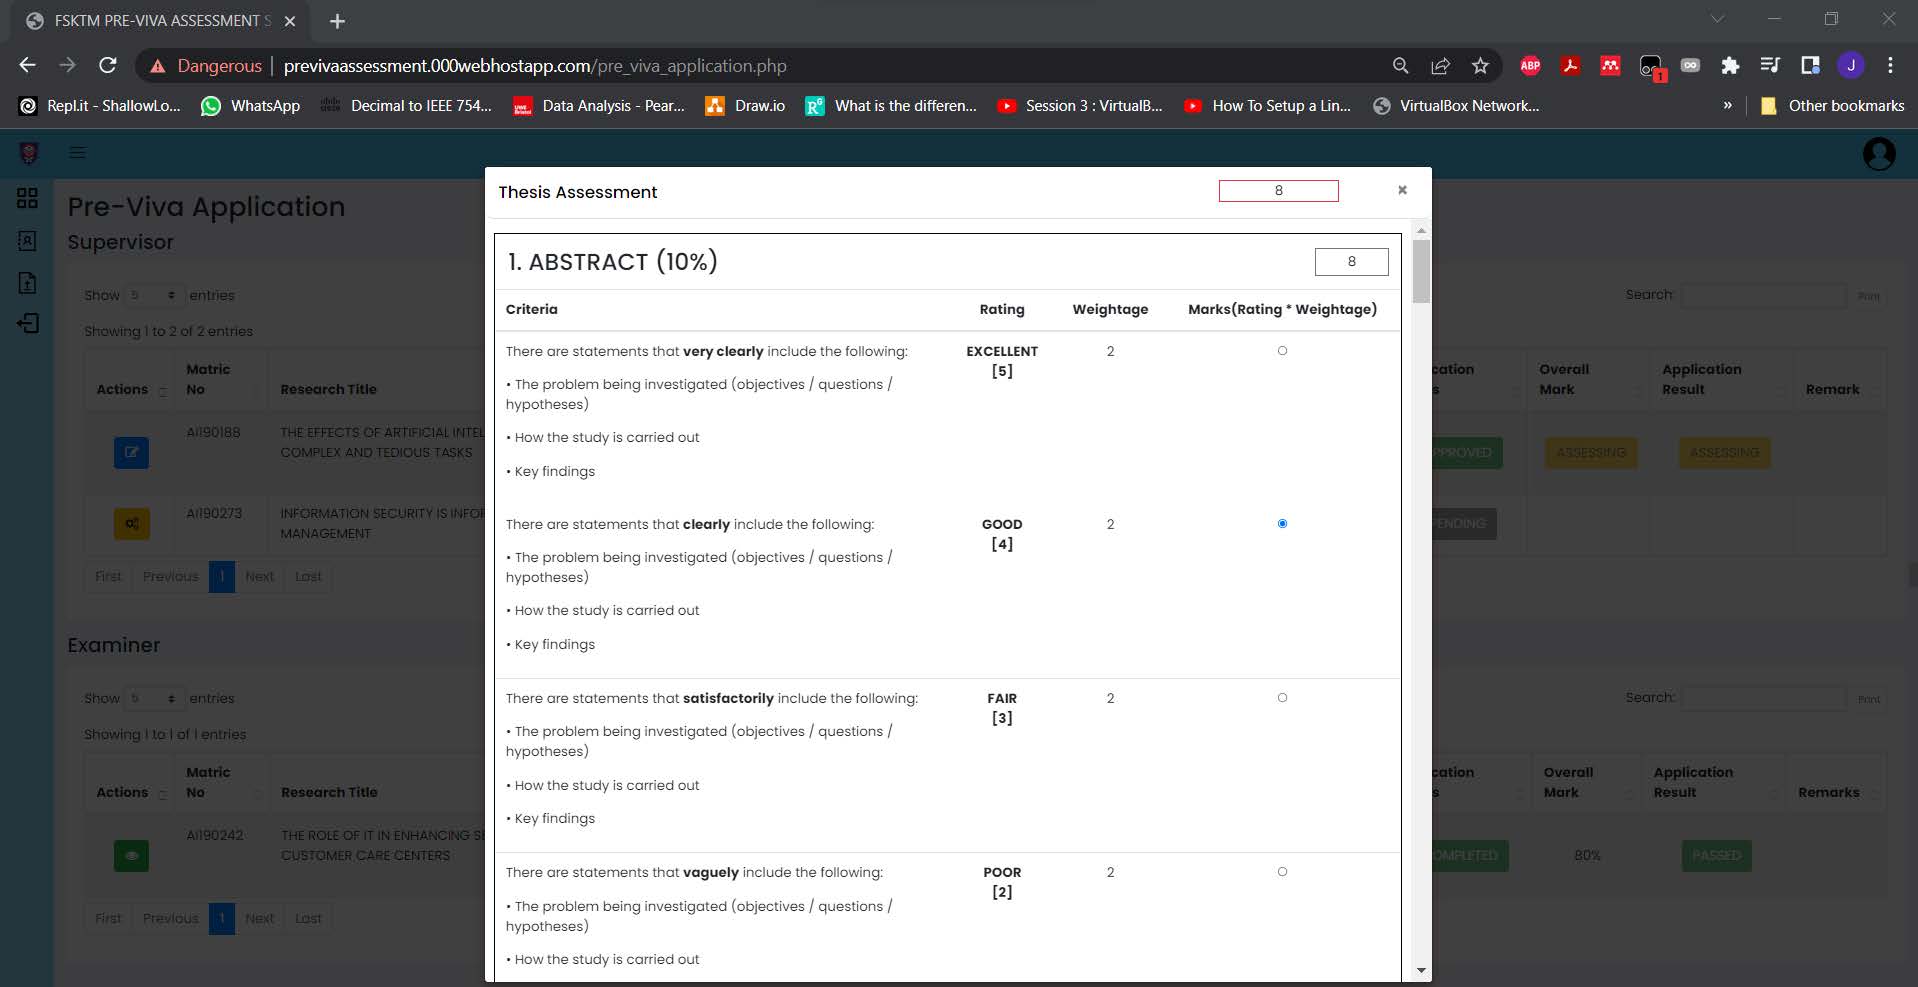 FSKTM PRE-VIVA ASSESSMENT S
Dangerous
previvaassessment.000webhostapp.com/pre_viva_application.php
ABP
1
J
Repl.it - ShallowLo...
WhatsApp
Decimal to IEEE 754...
Data Analysis - Pear...
Draw.io
What is the differen...
Session 3 : VirtualB...
How To Setup a Lin...
VirtualBox Network...
»
Other bookmarks
Pre-Viva Application
Supervisor
Show 5 entries
Search:
Print
Showing 1 to 2 of 2 entries
Actions
Matric No
Research Title
cation
s
Overall Mark
Application Result
Remark
AI190188
THE EFFECTS OF ARTIFICIAL INTEL
COMPLEX AND TEDIOUS TASKS
PPROVED
ASSESSING
ASSESSING
AI190273
INFORMATION SECURITY IS INFOR
MANAGEMENT
PENDING
First Previous 1 Next Last
Examiner
Show 5 entries
Search:
Print
Showing 1 to 1 of 1 entries
Actions
Matric No
Research Title
cation
s
Overall Mark
Application Result
Remarks
AI190242
THE ROLE OF IT IN ENHANCING SE
CUSTOMER CARE CENTERS
OMPLETED
80%
PASSED
First Previous 1 Next Last
Thesis Assessment
8
×
1. ABSTRACT (10%)
8
Criteria Rating Weightage Marks(Rating * Weightage)
There are statements that very clearly include the following: EXCELLENT 2
[5]
• The problem being investigated (objectives / questions /
hypotheses)
• How the study is carried out
• Key findings
There are statements that clearly include the following: GOOD 2
[4]
• The problem being investigated (objectives / questions /
hypotheses)
• How the study is carried out
• Key findings
There are statements that satisfactorily include the following: FAIR 2
[3]
• The problem being investigated (objectives / questions /
hypotheses)
• How the study is carried out
• Key findings
There are statements that vaguely include the following: POOR 2
[2]
• The problem being investigated (objectives / questions /
hypotheses)
• How the study is carried out